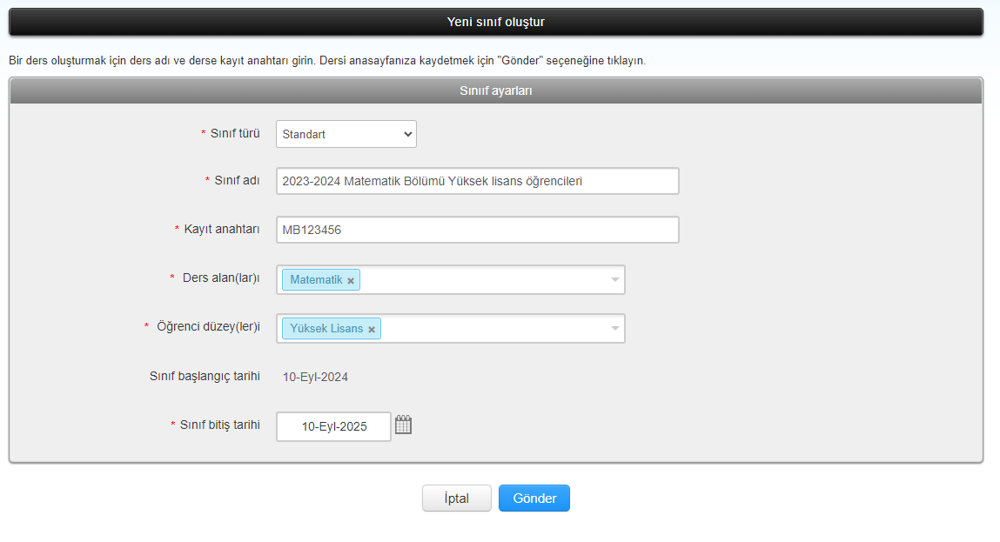 Yeni sınıf oluştur
Bir ders oluşturmak için ders adı ve derse kayıt anahtarı girin. Dersi anasayfanıza kaydetmek için "Gönder" seçeneğine tıklayın.
Sınııf ayarları
* Sınıf türü Standart
* Sınıf adı 2023-2024 Matematik Bölümü Yüksek lisans öğrencileri
* Kayıt anahtarı MB123456
* Ders alan(lar)ı Matematik ×
* Öğrenci düzey(ler)i Yüksek Lisans ×
Sınıf başlangıç tarihi 10-Eyl-2024
* Sınıf bitiş tarihi 10-Eyl-2025
İptal Gönder